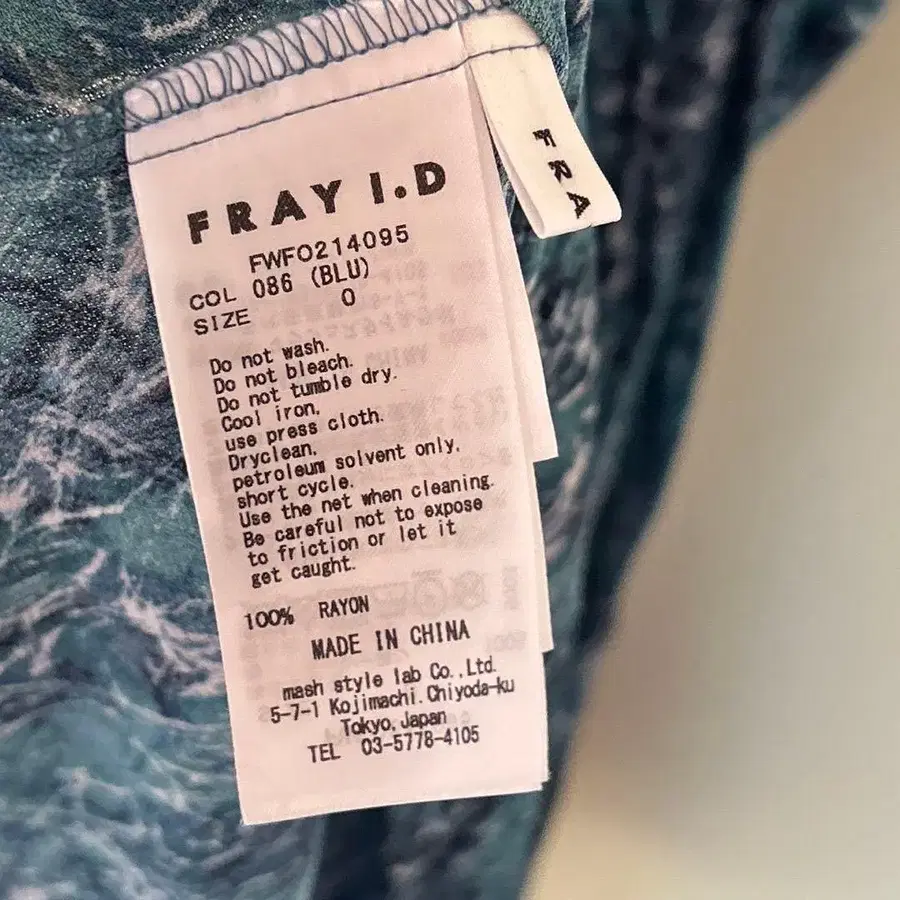 FRAY I.D
FWFO214095
COL 086 (BLU)
SIZE 0
Do not wash.
Do not bleach.
Do not tumble dry.
Cool iron,
use press cloth.
Dryclean,
petroleum solvent only,
short cycle.
Use the net when cleaning.
Be careful not to expose
to friction or let it
get caught.
100% RAYON
MADE IN CHINA
mash style lab Co.,Ltd.
5-7-1 Kojimachi.Chiyoda-ku
Tokyo,Japan
TEL 03-5778-4105
FRA